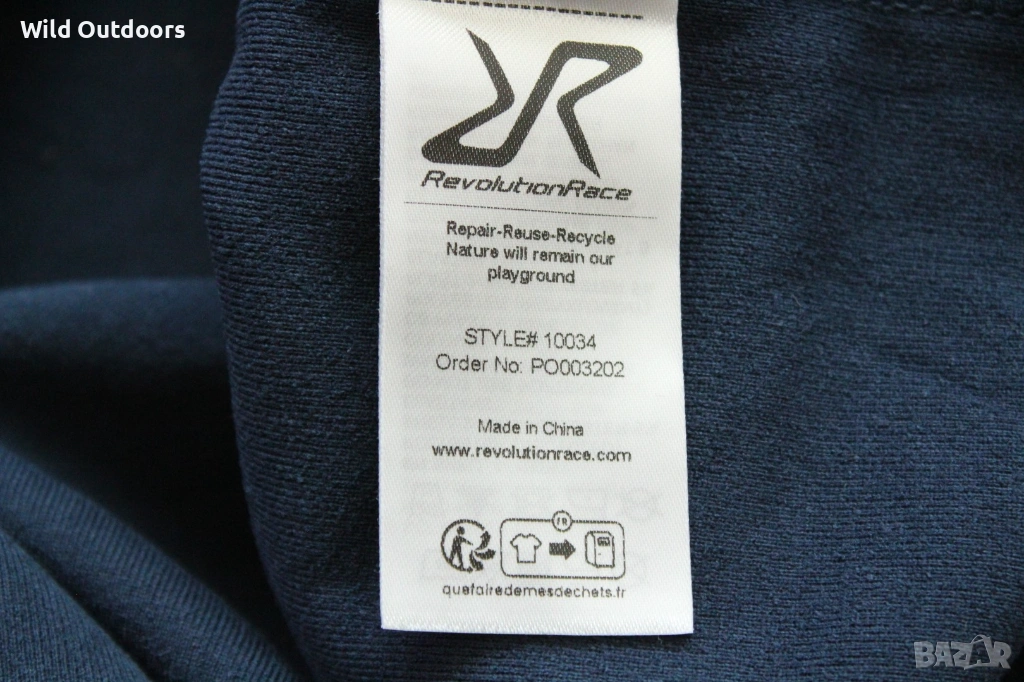 Wild Outdoors
RevolutionRace
Repair-Reuse-Recycle
Nature will remain our
playground
STYLE# 10034
Order No: PO003202
Made in China
www.revolutionrace.com
FR
quefairedemesdechets.fr
BAZAR